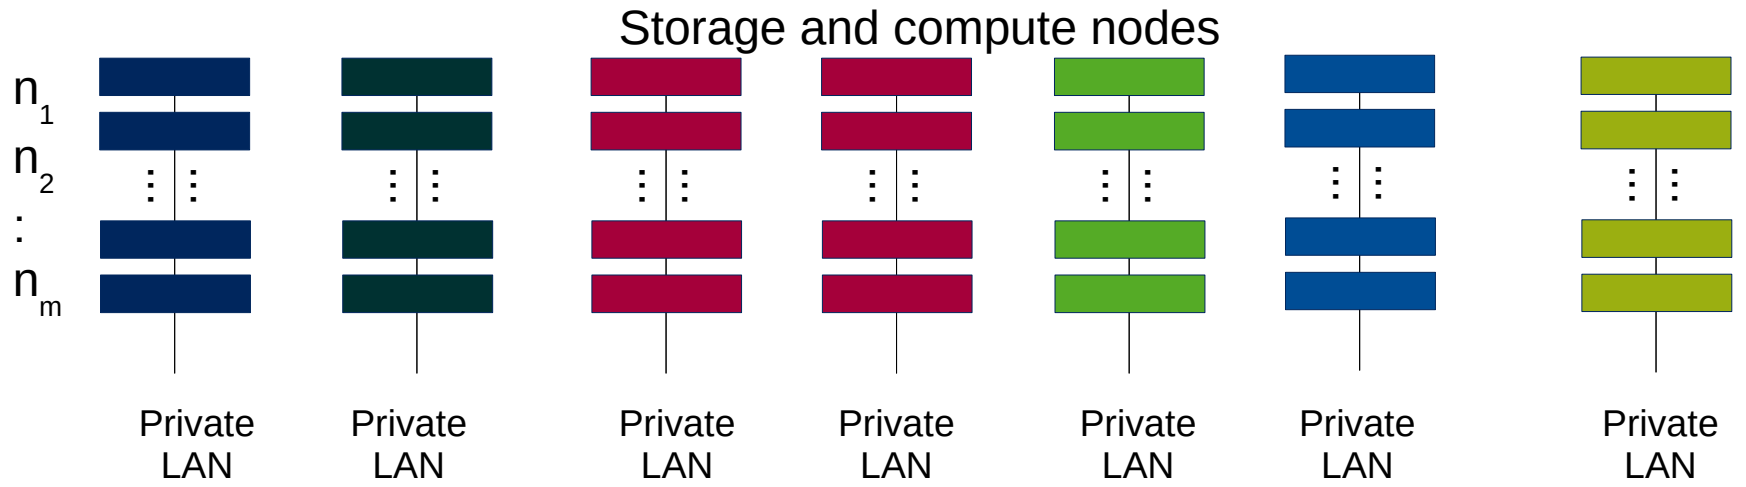 Storage and compute nodes
n1
n2
:
nm
Private LAN
Private LAN
Private LAN
Private LAN
Private LAN
Private LAN
Private LAN